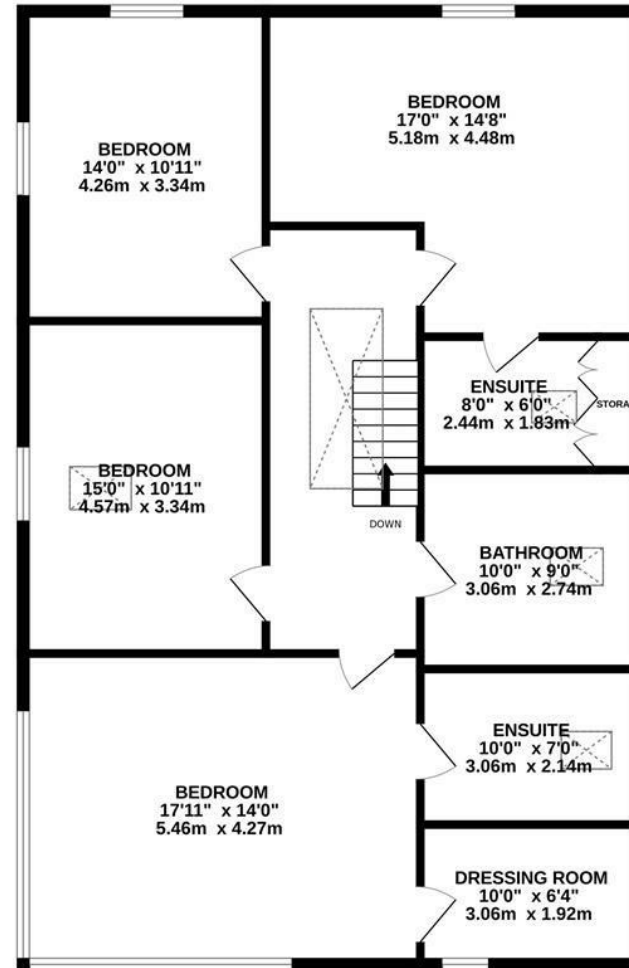 BEDROOM
17'0" x 14'8"
5.18m x 4.48m
BEDROOM
14'0" x 10'11"
4.26m x 3.34m
ENSUITE
8'0" x 6'0"
2.44m x 1.83m
STORA
BEDROOM
15'0" x 10'11"
4.57m x 3.34m
DOWN
BATHROOM
10'0" x 9'0"
3.06m x 2.74m
ENSUITE
10'0" x 7'0"
3.06m x 2.14m
BEDROOM
17'11" x 14'0"
5.46m x 4.27m
DRESSING ROOM
10'0" x 6'4"
3.06m x 1.92m